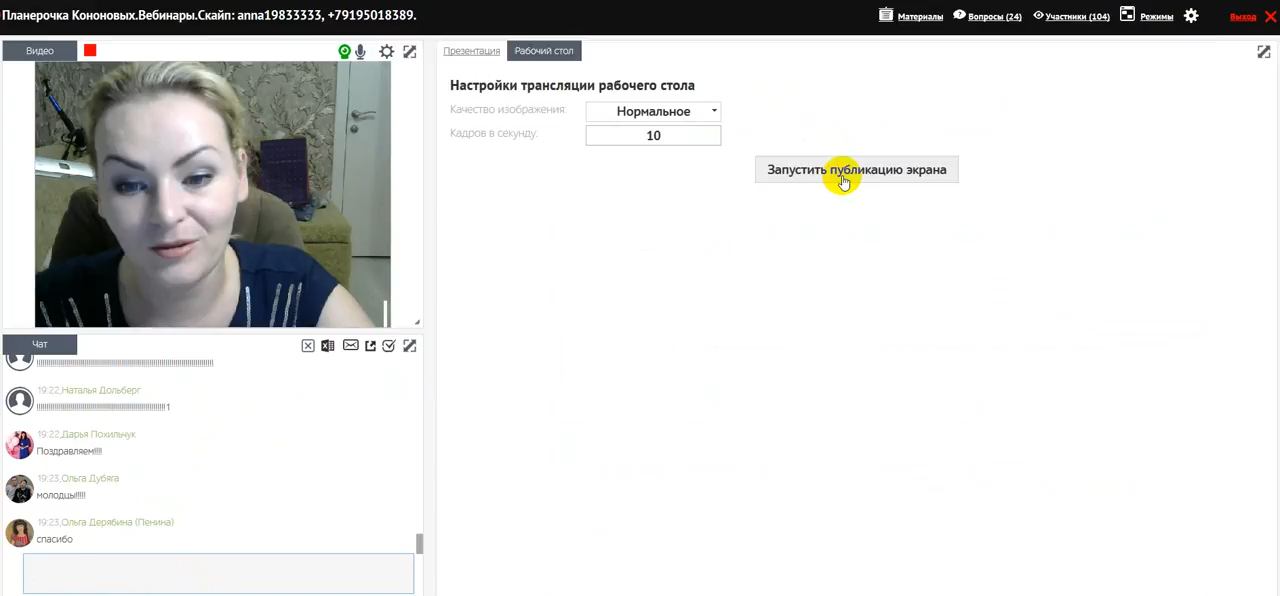 Планерочка Кононовых.Вебинары.Скайп: anna19833333, +79195018389.
Материалы
Вопросы (24)
Участники (104)
Режимы
Выход
Видео
Презентация
Рабочий стол
Настройки трансляции рабочего стола
Качество изображения:
Нормальное
Кадров в секунду:
10
Запустить публикацию экрана
Чат
19:22,Наталья Дольберг
19:22,Дарья Похильчук
Поздравляем!!!!
19:23,Ольга Дубяга
молодцы!!!!!
19:23,Ольга Дерябина (Пенина)
спасибо